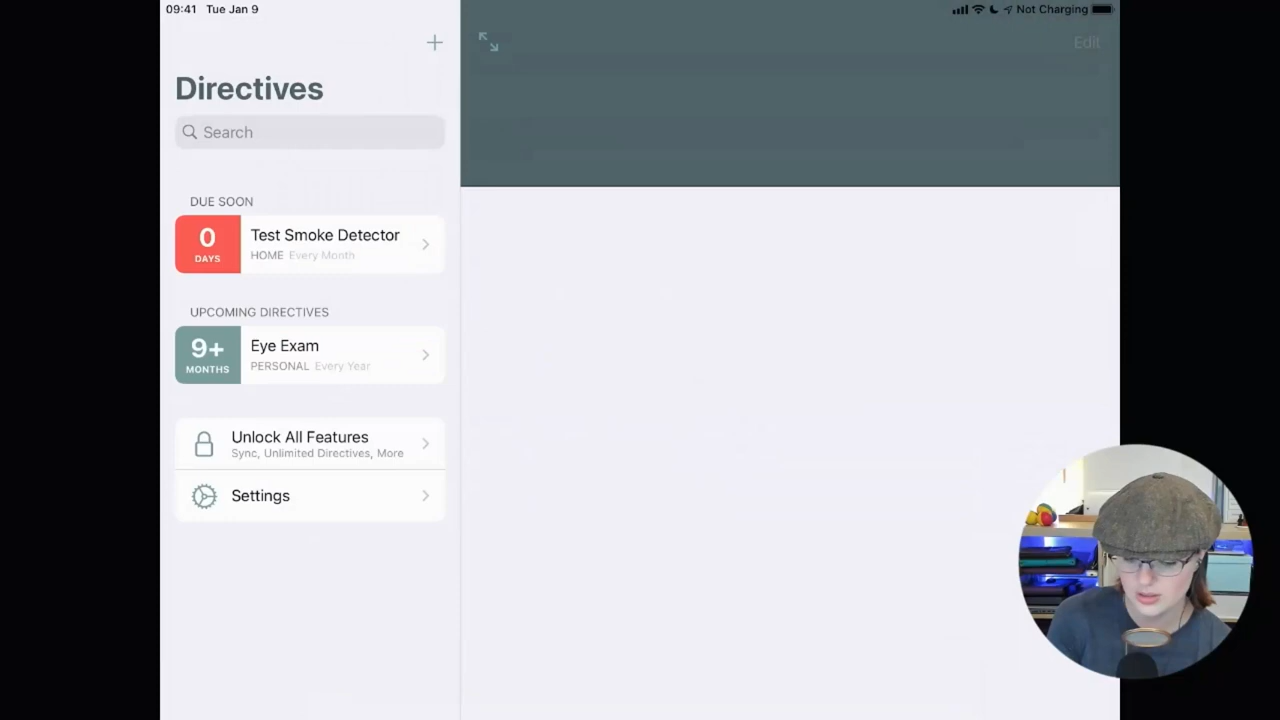 09:41 Tue Jan 9
Not Charging
Edit
Directives
Search
DUE SOON
0
DAYS
Test Smoke Detector
HOME Every Month
UPCOMING DIRECTIVES
9+
MONTHS
Eye Exam
PERSONAL Every Year
Unlock All Features
Sync, Unlimited Directives, More
Settings